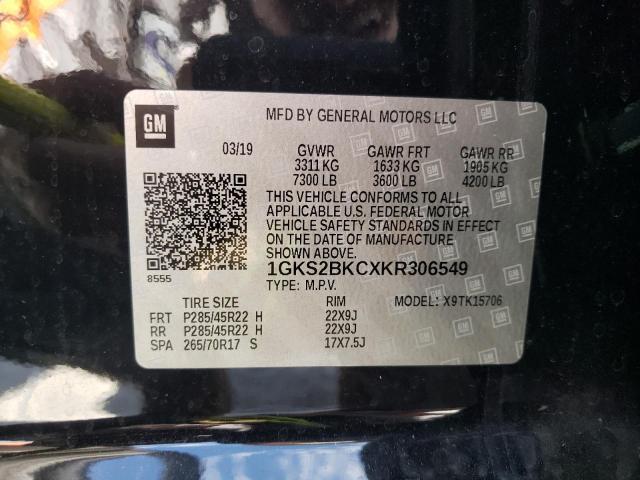 GM
MFD BY GENERAL MOTORS LLC
03/19 GVWR GAWR FRT GAWR RR
3311 KG 1633 KG 1905 KG
7300 LB 3600 LB 4200 LB
THIS VEHICLE CONFORMS TO ALL
APPLICABLE U.S. FEDERAL MOTOR
VEHICLE SAFETY STANDARDS IN EFFECT
ON THE DATE OF MANUFACTURE
SHOWN ABOVE.
1GKS2BKCXKR306549
8555
TYPE: M.P.V.
TIRE SIZE RIM MODEL: X9TK15706
FRT P285/45R22 H 22X9J
RR P285/45R22 H 22X9J
SPA 265/70R17 S 17X7.5J